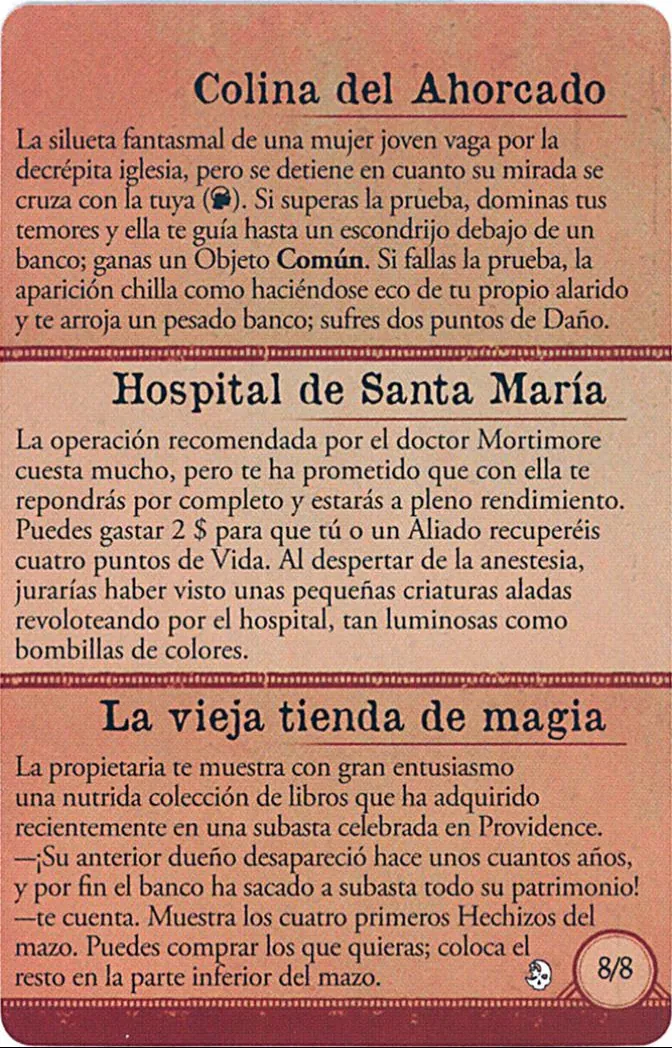 Colina del Ahorcado
La silueta fantasmal de una mujer joven vaga por la
decrépita iglesia, pero se detiene en cuanto su mirada se
cruza con la tuya (). Si superas la prueba, dominas tus
temores y ella te guía hasta un escondrijo debajo de un
banco; ganas un Objeto Común. Si fallas la prueba, la
aparición chilla como haciéndose eco de tu propio alarido
y te arroja un pesado banco; sufres dos puntos de Daño.
Hospital de Santa María
La operación recomendada por el doctor Mortimore
cuesta mucho, pero te ha prometido que con ella te
repondrás por completo y estarás a pleno rendimiento.
Puedes gastar 2 $ para que tú o un Aliado recuperéis
cuatro puntos de Vida. Al despertar de la anestesia,
jurarías haber visto unas pequeñas criaturas aladas
revoloteando por el hospital, tan luminosas como
bombillas de colores.
La vieja tienda de magia
La propietaria te muestra con gran entusiasmo
una nutrida colección de libros que ha adquirido
recientemente en una subasta celebrada en Providence.
—¡Su anterior dueño desapareció hace unos cuantos años,
y por fin el banco ha sacado a subasta todo su patrimonio!
—te cuenta. Muestra los cuatro primeros Hechizos del
mazo. Puedes comprar los que quieras; coloca el
resto en la parte inferior del mazo.
8/8